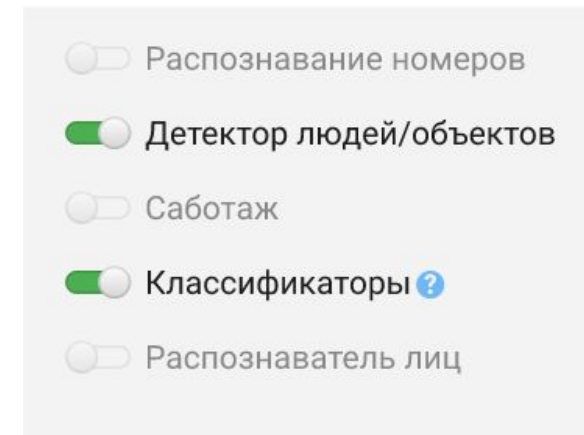 Распознавание номеров
Детектор людей/объектов
Саботаж
Классификаторы ?
Распознаватель лиц